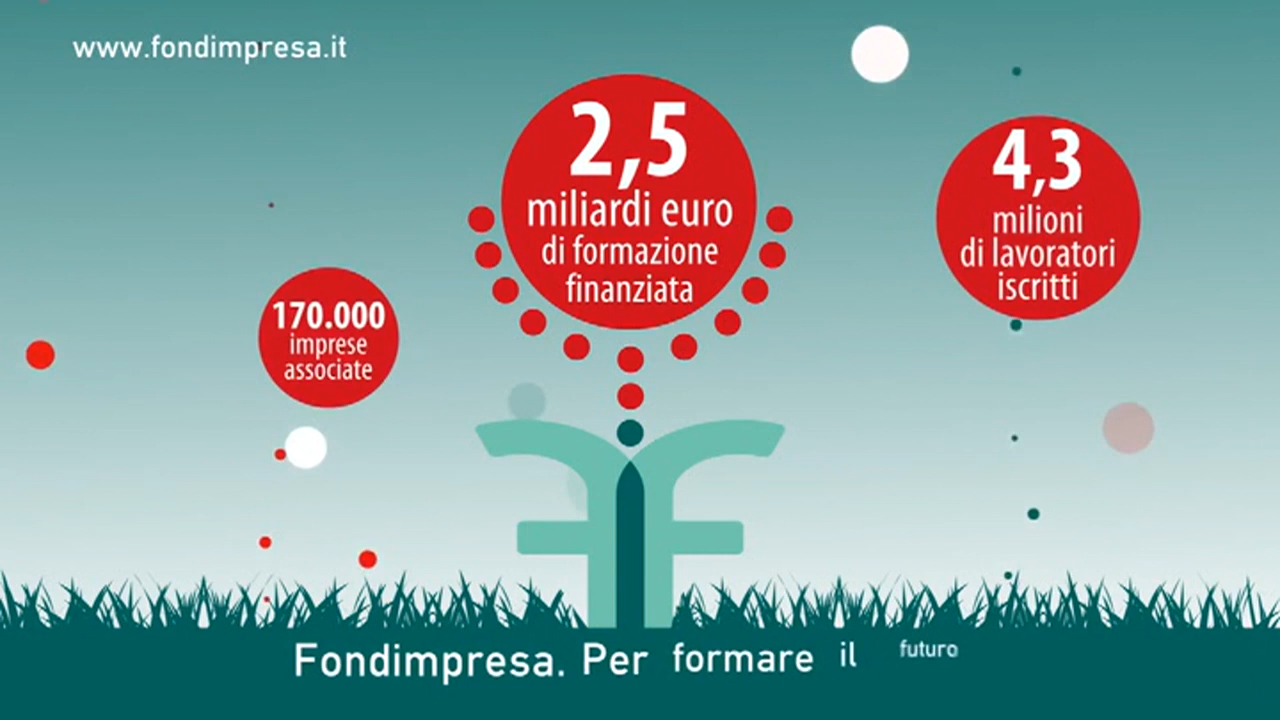 www.fondimpresa.it
2,5
miliardi euro
di formazione
finanziata
4,3
milioni
di lavoratori
iscritti
170.000
imprese
associate
Fondimpresa. Per formare il futuro